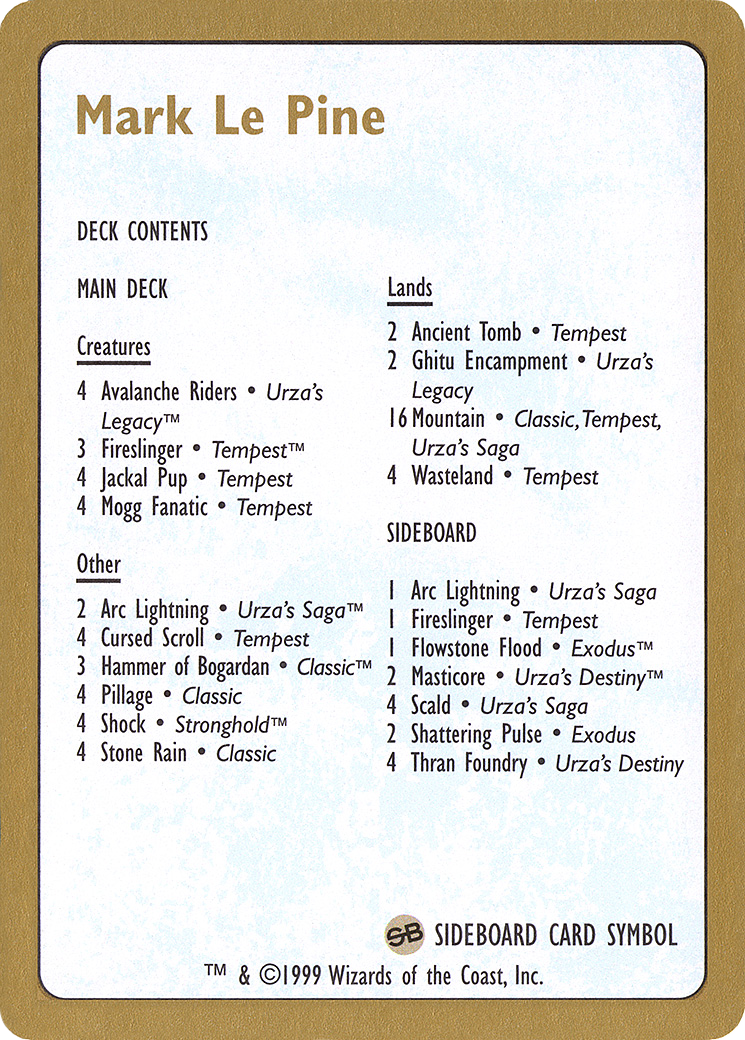 Mark Le Pine
DECK CONTENTS
MAIN DECK
Creatures
4 Avalanche Riders • Urza's
Legacy™
3 Fireslinger • Tempest™
4 Jackal Pup • Tempest
4 Mogg Fanatic • Tempest
Other
2 Arc Lightning • Urza's Saga™
4 Cursed Scroll • Tempest
3 Hammer of Bogardan • Classic™
4 Pillage • Classic
4 Shock • Stronghold™
4 Stone Rain • Classic
Lands
2 Ancient Tomb • Tempest
2 Ghitu Encampment • Urza's
Legacy
16 Mountain • Classic, Tempest,
Urza's Saga
4 Wasteland • Tempest
SIDEBOARD
1 Arc Lightning • Urza's Saga
1 Fireslinger • Tempest
1 Flowstone Flood • Exodus™
2 Masticore • Urza's Destiny™
4 Scald • Urza's Saga
2 Shattering Pulse • Exodus
4 Thran Foundry • Urza's Destiny
SB SIDEBOARD CARD SYMBOL
™ & ©1999 Wizards of the Coast, Inc.